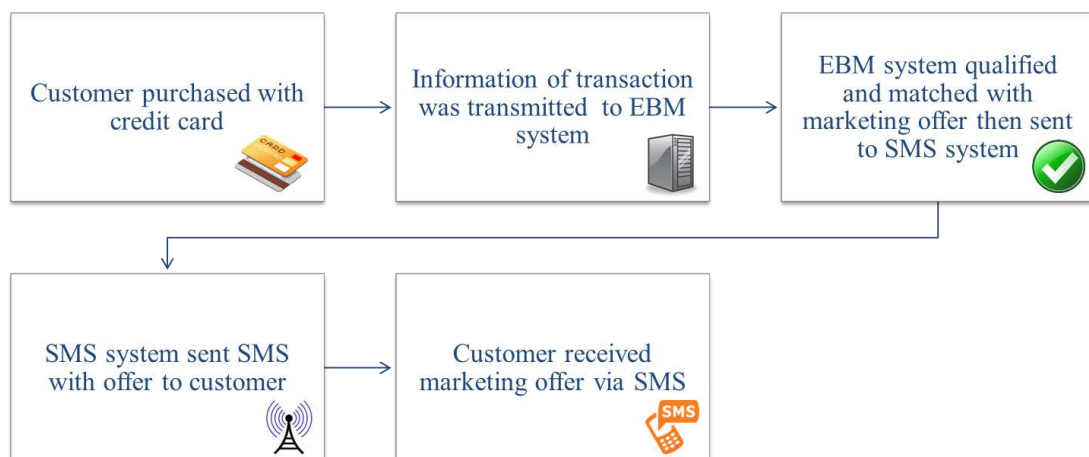 Customer purchased with
credit card
CARD
Information of transaction
was transmitted to EBM
system
EBM system qualified
and matched with
marketing offer then sent
to SMS system
SMS system sent SMS
with offer to customer
Customer received
marketing offer via SMS
SMS